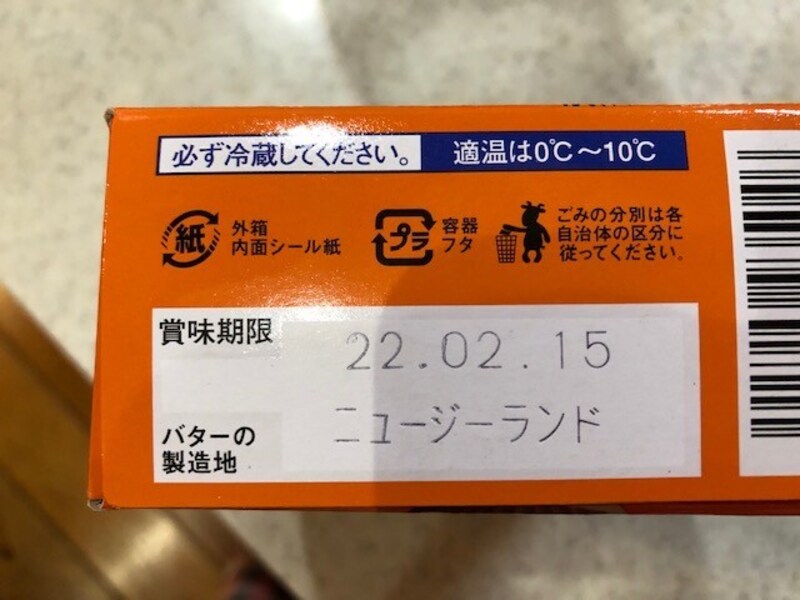 必ず冷蔵してください。 適温は0℃～10℃
紙
外箱
内面シール紙
プラ
容器
フタ
ごみの分別は各
自治体の区分に
従ってください。
賞味期限 22.02.15
バターの
製造地
ニュージーランド